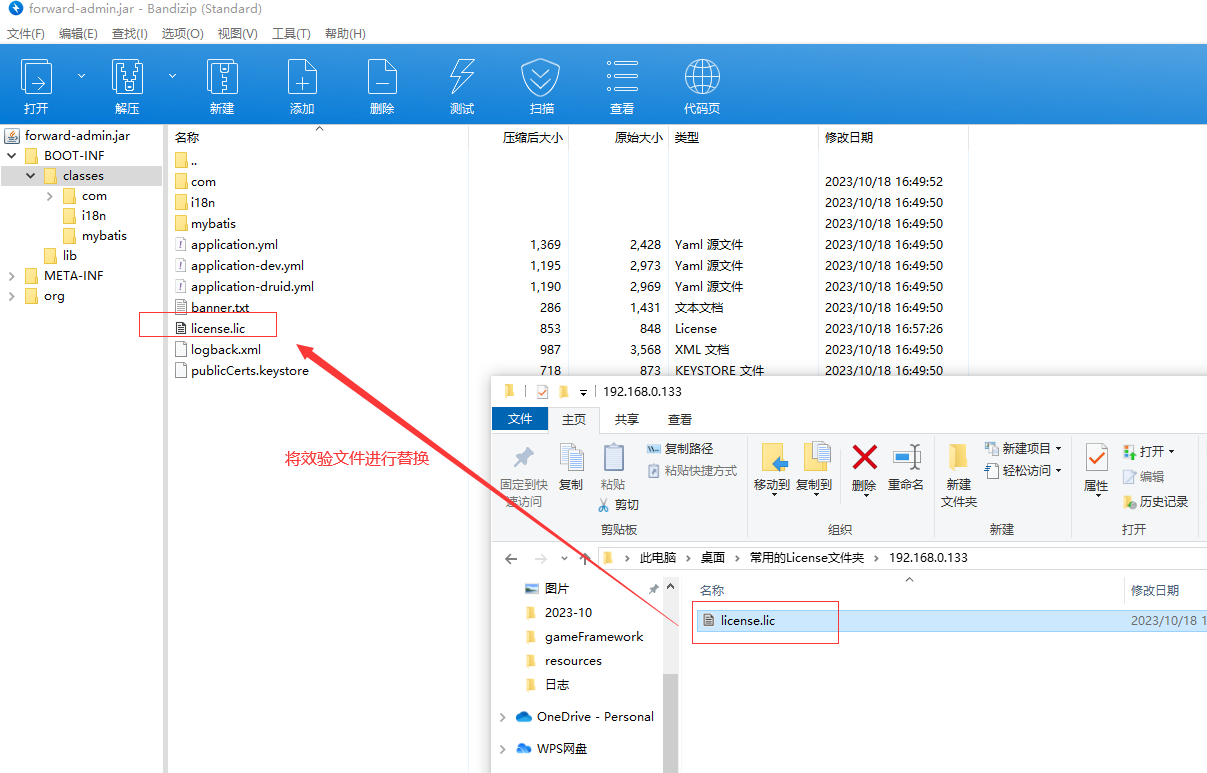 forward-admin.jar - Bandizip (Standard)
文件(F) 编辑(E) 查找(I) 选项(O) 视图(V) 工具(T) 帮助(H)
打开 解压 新建 添加 删除 测试 扫描 查看 代码页
forward-admin.jar
BOOT-INF
classes
com
i18n
mybatis
lib
META-INF
org
名称 压缩后大小 原始大小 类型 修改日期
..
com 2023/10/18 16:49:52
i18n 2023/10/18 16:49:50
mybatis 2023/10/18 16:49:50
application.yml 1,369 2,428 Yaml 源文件 2023/10/18 16:49:50
application-dev.yml 1,195 2,973 Yaml 源文件 2023/10/18 16:49:50
application-druid.yml 1,190 2,969 Yaml 源文件 2023/10/18 16:49:50
banner.txt 286 1,431 文本文档 2023/10/18 16:49:50
license.lic 853 848 License 2023/10/18 16:57:26
logback.xml 987 3,568 XML 文档 2023/10/18 16:49:50
publicCerts.keystore 718 873 KEYSTORE 文件 2023/10/18 16:49:50
将效验文件进行替换
192.168.0.133
文件 主页 共享 查看
固定到快速访问
复制
粘贴
复制路径
粘贴快捷方式
剪切
剪贴板
移动到 复制到 删除 重命名
组织
新建
文件夹
新建项目
轻松访问
新建
属性
打开
编辑
历史记录
打开
此电脑 桌面 常用的License文件夹 192.168.0.133
图片
2023-10
gameFramework
resources
日志
OneDrive - Personal
WPS网盘
名称 修改日期
license.lic 2023/10/18 1